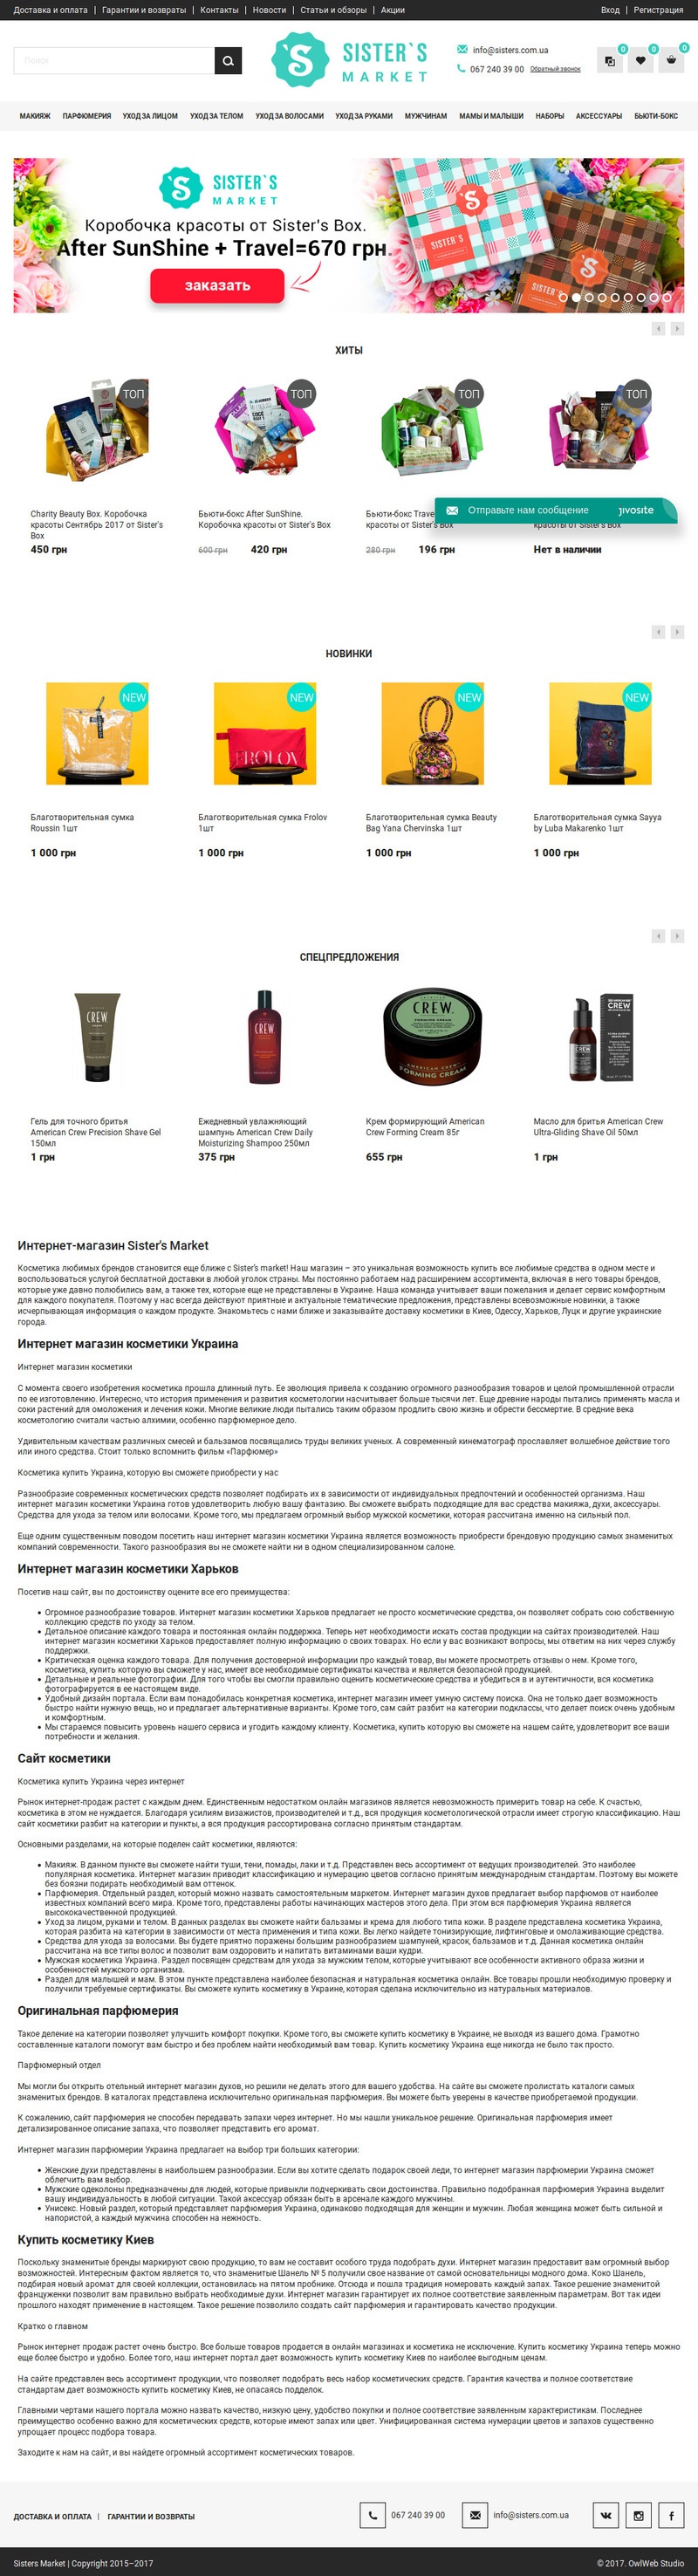 Доставка и оплата | Гарантии и возвраты | Контакты | Новости | Статьи и обзоры | Акции
Вход | Регистрация
Поиск
SISTER`S
MARKET
info@sisters.com.ua
067 240 39 00 Обратный звонок
0 0 0
МАКИЯЖ ПАРФЮМЕРИЯ УХОД ЗА ЛИЦОМ УХОД ЗА ТЕЛОМ УХОД ЗА ВОЛОСАМИ УХОД ЗА РУКАМИ МУЖЧИНАМ МАМЫ И МАЛЫШИ НАБОРЫ АКСЕССУАРЫ БЬЮТИ-БОКС
SISTER`S
MARKET
Коробочка красоты от Sister's Box.
After SunShine + Travel=670 грн.
заказать
SISTER`S
SISTER`S
ХИТЫ
ТОП ТОП ТОП ТОП
Charity Beauty Box. Коробочка
красоты Сентябрь 2017 от Sister's
Box
450 грн
Бьюти-бокс After SunShine.
Коробочка красоты от Sister's Box
600 грн 420 грн
Бьюти-бокс Trave
красоты от Sister's Box
280 грн 196 грн
Отправьте нам сообщение jivosite
красоты от Sister's Box
Нет в наличии
НОВИНКИ
NEW NEW NEW NEW
FROLOV
Благотворительная сумка
Roussin 1шт
1 000 грн
Благотворительная сумка Frolov
1шт
1 000 грн
Благотворительная сумка Beauty
Bag Yana Chervinska 1шт
1 000 грн
Благотворительная сумка Sayya
by Luba Makarenko 1шт
1 000 грн
СПЕЦПРЕДЛОЖЕНИЯ
CREW
CREW
CREW.
FORMING CREAM
AMERICAN CREW
FORMING CREAM
CREW
CREW
Гель для точного бритья
American Crew Precision Shave Gel
150мл
1 грн
Ежедневный увлажняющий
шампунь American Crew Daily
Moisturizing Shampoo 250мл
375 грн
Крем формирующий American
Crew Forming Cream 85г
655 грн
Масло для бритья American Crew
Ultra-Gliding Shave Oil 50мл
1 грн
Интернет-магазин Sister's Market
Косметика любимых брендов становится еще ближе с Sister's market! Наш магазин – это уникальная возможность купить все любимые средства в одном месте и
воспользоваться услугой бесплатной доставки в любой уголок страны. Мы постоянно работаем над расширением ассортимента, включая в него товары брендов,
которые уже давно полюбились вам, а также тех, которые еще не представлены в Украине. Наша команда учитывает ваши пожелания и делает сервис комфортным
для каждого покупателя. Поэтому у нас всегда действуют приятные и актуальные тематические предложения, представлены всевозможные новинки, а также
исчерпывающая информация о каждом продукте. Знакомьтесь с нами ближе и заказывайте доставку косметики в Киев, Одессу, Харьков, Луцк и другие украинские
города.
Интернет магазин косметики Украина
Интернет магазин косметики
С момента своего изобретения косметика прошла длинный путь. Ее эволюция привела к созданию огромного разнообразия товаров и целой промышленной отрасли
по ее изготовлению. Интересно, что история применения и развития косметологии насчитывает больше тысячи лет. Еще древние народы пытались применять масла и
соки растений для омоложения и лечения кожи. Многие великие люди пытались таким образом продлить свою жизнь и обрести бессмертие. В средние века
косметологию считали частью алхимии, особенно парфюмерное дело.
Удивительным качествам различных смесей и бальзамов посвящались труды великих ученых. А современный кинематограф прославляет волшебное действие того
или иного средства. Стоит только вспомнить фильм «Парфюмер»
Косметика купить Украина, которую вы сможете приобрести у нас
Разнообразие современных косметических средств позволяет подбирать их в зависимости от индивидуальных предпочтений и особенностей организма. Наш
интернет магазин косметики Украина готов удовлетворить любую вашу фантазию. Вы сможете выбрать подходящие для вас средства макияжа, духи, аксессуары.
Средства для ухода за телом или волосами. Кроме того, мы предлагаем огромный выбор мужской косметики, которая рассчитана именно на сильный пол.
Еще одним существенным поводом посетить наш интернет магазин косметики Украина является возможность приобрести брендовую продукцию самых знаменитых
компаний современности. Такого разнообразия вы не сможете найти ни в одном специализированном салоне.
Интернет магазин косметики Харьков
Посетив наш сайт, вы по достоинству оцените все его преимущества:
• Огромное разнообразие товаров. Интернет магазин косметики Харьков предлагает не просто косметические средства, он позволяет собрать сою собственную
коллекцию средств по уходу за телом.
• Детальное описание каждого товара и постоянная онлайн поддержка. Теперь нет необходимости искать состав продукции на сайтах производителей. Наш
интернет магазин косметики Харьков предоставляет полную информацию о своих товарах. Но если у вас возникают вопросы, мы ответим на них через службу
поддержки.
• Критическая оценка каждого товара. Для получения достоверной информации про каждый товар, вы можете просмотреть отзывы о нем. Кроме того,
косметика, купить которую вы сможете у нас, имеет все необходимые сертификаты качества и является безопасной продукцией.
• Детальные и реальные фотографии. Для того чтобы вы смогли правильно оценить косметические средства и убедиться в и аутентичности, вся косметика
фотографируется в ее настоящем виде.
• Удобный дизайн портала. Если вам понадобилась конкретная косметика, интернет магазин имеет умную систему поиска. Она не только дает возможность
быстро найти нужную вещь, но и предлагает альтернативные варианты. Кроме того, сам сайт разбит на категории подклассы, что делает поиск очень удобным
и комфортным.
• Мы стараемся повысить уровень нашего сервиса и угодить каждому клиенту. Косметика, купить которую вы сможете на нашем сайте, удовлетворит все ваши
потребности и желания.
Сайт косметики
Косметика купить Украина через интернет
Рынок интернет-продаж растет с каждым днем. Единственным недостатком онлайн магазинов является невозможность примерить товар на себе. К счастью,
косметика в этом не нуждается. Благодаря усилиям визажистов, производителей и т.д., вся продукция косметологической отрасли имеет строгую классификацию. Наш
сайт косметики разбит на категории и пункты, а вся продукция рассортирована согласно принятым стандартам.
Основными разделами, на которые поделен сайт косметики, являются:
• Макияж. В данном пункте вы сможете найти туши, тени, помады, лаки и т.д. Представлен весь ассортимент от ведущих производителей. Это наиболее
популярная косметика. Интернет магазин приводит классификацию и нумерацию цветов согласно принятым международным стандартам. Поэтому вы можете
без боязни подирать необходимый вам оттенок.
• Парфюмерия. Отдельный раздел, который можно назвать самостоятельным маркетом. Интернет магазин духов предлагает выбор парфюмов от наиболее
известных компаний всего мира. Кроме того, представлены работы начинающих мастеров этого дела. При этом вся парфюмерия Украина является
высококачественной продукцией.
• Уход за лицом, руками и телом. В данных разделах вы сможете найти бальзамы и крема для любого типа кожи. В разделе представлена косметика Украина,
которая разбита на категории в зависимости от места применения и типа кожи. Вы легко найдете тонизирующие, лифтинговые и омолаживающие средства.
• Средства для ухода за волосами. Вы будете приятно поражены тем разнообразием шампуней, красок, бальзамов и т.д. Данная косметика онлайн
рассчитана на все типы волос и позволит вам оздоровить и напитать витаминами ваши кудри.
• Мужская косметика Украина. Раздел посвящен средствам для ухода за мужским телом, которые учитывают все особенности активного образа жизни и
особенностей мужского организма.
• Раздел для малышей и мам. В этом пункте представлена наиболее безопасная и натуральная косметика онлайн. Все товары прошли необходимую проверку и
получили требуемые сертификаты. Вы сможете купить косметику в Украине, которая сделана исключительно из натуральных материалов.
Оригинальная парфюмерия
Такое деление на категории позволяет улучшить комфорт покупки. Кроме того, вы сможете купить косметику в Украине, не выходя из вашего дома. Грамотно
составленные каталоги помогут вам быстро и без проблем найти необходимый вам товар. Купить косметику Украина еще никогда не было так просто.
Парфюмерный отдел
Мы могли бы открыть отельный интернет магазин духов, но решили не делать этого для вашего удобства. На сайте вы сможете пролистать каталоги самых
знаменитых брендов. В каталогах представлена исключительно оригинальная парфюмерия. Вы можете быть уверены в качестве приобретаемой продукции.
К сожалению, сайт парфюмерия не способен передавать запахи через интернет. Но мы нашли уникальное решение. Оригинальная парфюмерия имеет
детализированное описание запаха, что позволяет представить его аромат.
Интернет магазин парфюмерии Украина предлагает на выбор три больших категории:
• Женские духи представлены в наибольшем разнообразии. Если вы хотите сделать подарок своей леди, то интернет магазин парфюмерии Украина сможет
облегчить вам выбор.
• Мужские одеколоны предназначены для людей, которые привыкли подчеркивать свои достоинства. Правильно подобранная парфюмерия Украина выделит
вашу индивидуальность в любой ситуации. Такой аксессуар обязан быть в арсенале каждого мужчины.
• Унисекс. Новый раздел, который представляет парфюмерия Украина, одинаково подходящая для женщин и мужчин. Любая женщина может быть сильной и
напористой, а каждый мужчина способен на нежность.
Купить косметику Киев
Поскольку знаменитые бренды маркируют свою продукцию, то вам не составит особого труда подобрать духи. Интернет магазин предоставит вам огромный выбор
возможностей. Интересным фактом является то, что знаменитые Шанель № 5 получили свое название от самой основательницы модного дома. Коко Шанель,
подбирая новый аромат для своей коллекции, остановилась на пятом пробнике. Отсюда и пошла традиция номеровать каждый запах. Такое решение знаменитой
француженки позволит вам правильно выбрать необходимые духи. Интернет магазин гарантирует их полное соответствие заявленным параметрам. Вот так идеи
прошлого находят применение в настоящем. Такое решение позволило создать сайт парфюмерия и гарантировать качество продукции.
Кратко о главном
Рынок интернет продаж растет очень быстро. Все больше товаров продается в онлайн магазинах и косметика не исключение. Купить косметику Украина теперь можно
еще более быстро и удобно. Более того, наш интернет портал дает возможность купить косметику Киев по наиболее выгодным ценам.
На сайте представлен весь ассортимент продукции, что позволяет подобрать весь набор косметических средств. Гарантия качества и полное соответствие
стандартам дает возможность купить косметику Киев, не опасаясь подделок.
Главными чертами нашего портала можно назвать качество, низкую цену, удобство покупки и полное соответствие заявленным характеристикам. Последнее
преимущество особенно важно для косметических средств, которые имеют запах или цвет. Унифицированная система нумерации цветов и запахов существенно
упрощает процесс подбора товара.
Заходите к нам на сайт, и вы найдете огромный ассортимент косметических товаров.
ДОСТАВКА И ОПЛАТА | ГАРАНТИИ И ВОЗВРАТЫ
067 240 39 00
info@sisters.com.ua
Sisters Market | Copyright 2015–2017
© 2017. OwlWeb Studio